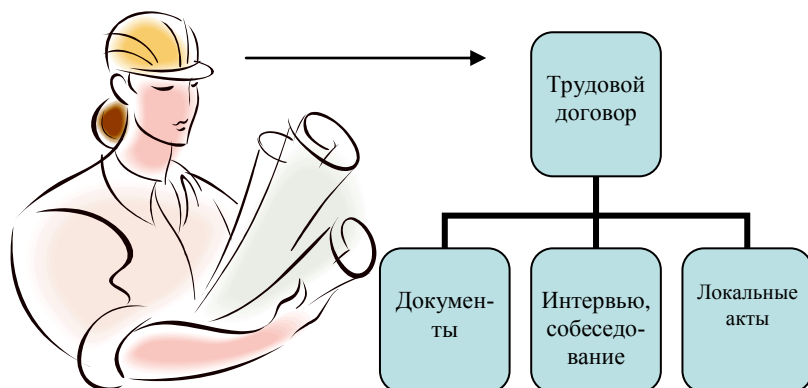 Трудовой
договор
Докумен-
ты
Интервью,
собеседо-
вание
Локальные
акты